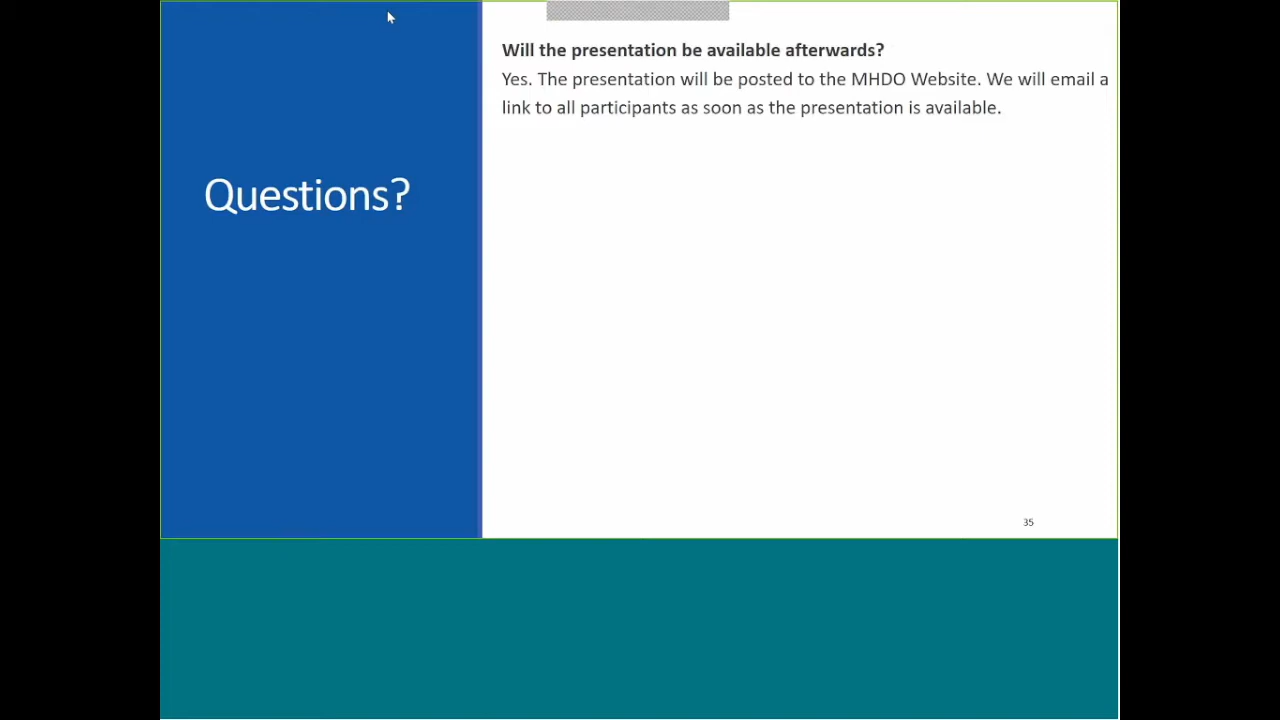 Questions?
Will the presentation be available afterwards?
Yes. The presentation will be posted to the MHDO Website. We will email a
link to all participants as soon as the presentation is available.
35